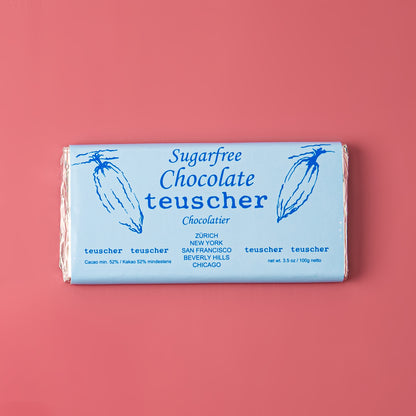 Sugarfree
Chocolate
teuscher
Chocolatier
ZÜRICH
NEW YORK
SAN FRANCISCO
BEVERLY HILLS
CHICAGO
teuscher teuscher
Cacao min. 52% / Kakao 52% mindestens
teuscher teuscher
net wt. 3.5 oz / 100g netto